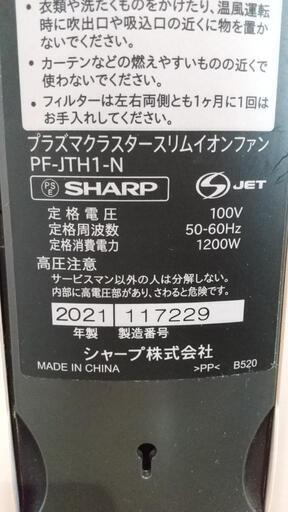 ●衣類や洗たくものをかけたり、温風運転
時に吹出口や吸込口の近くに物を置か
ないでください。
●カーテンなどの燃えやすいものの近くで
使わないでください。
●フィルターは左右両側とも1ヶ月に1回は
お手入れしてください。
プラズマクラスタースリムイオンファン
PF-JTH1-N
PS E SHARP S JET
定格電圧 100V
定格周波数 50-60Hz
定格消費電力 1200W
高圧注意
サービスマン以外の人は分解しない。
内部に高電圧部があり、さわると危険です。
2021 117229
年製 製造番号
シャープ株式会社
MADE IN CHINA >PP< B520